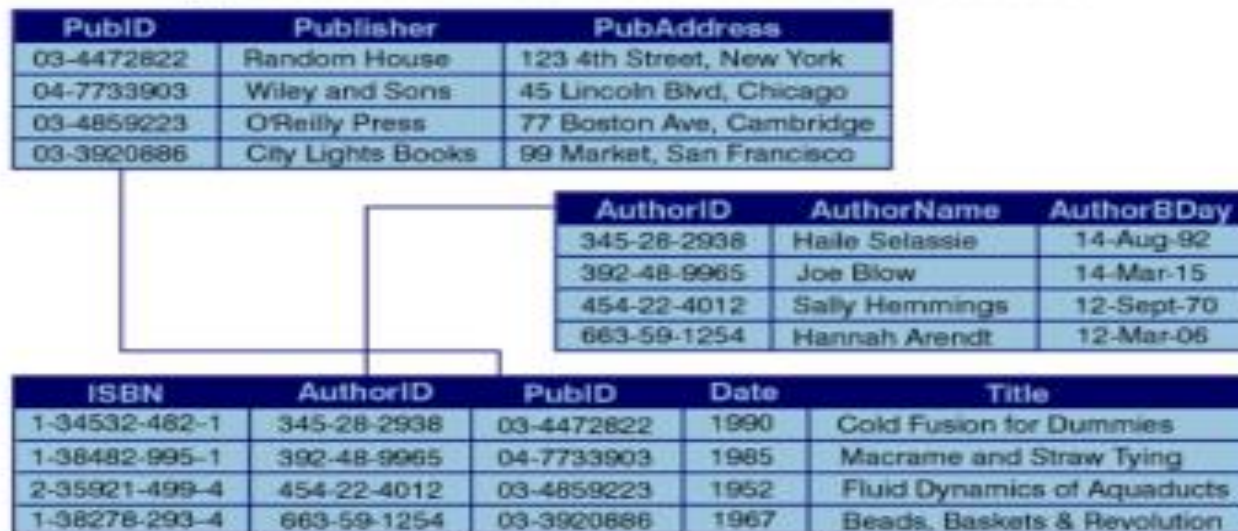 PubID Publisher PubAddress
03-4472822 Random House 123 4th Street, New York
04-7733903 Wiley and Sons 45 Lincoln Blvd, Chicago
03-4859223 O'Reilly Press 77 Boston Ave, Cambridge
03-3920886 City Lights Books 99 Market, San Francisco
AuthorID AuthorName AuthorBDay
345-28-2938 Haile Selassie 14-Aug-92
392-48-9965 Joe Blow 14-Mar-15
454-22-4012 Sally Hemmings 12-Sept-70
663-59-1254 Hannah Arendt 12-Mar-06
ISBN AuthorID PubID Date Title
1-34532-482-1 345-28-2938 03-4472822 1990 Cold Fusion for Dummies
1-38482-995-1 392-48-9965 04-7733903 1985 Macrame and Straw Tying
2-35921-499-4 454-22-4012 03-4859223 1952 Fluid Dynamics of Aquaducts
1-38278-293-4 663-59-1254 03-3920886 1967 Beads, Baskets & Revolution